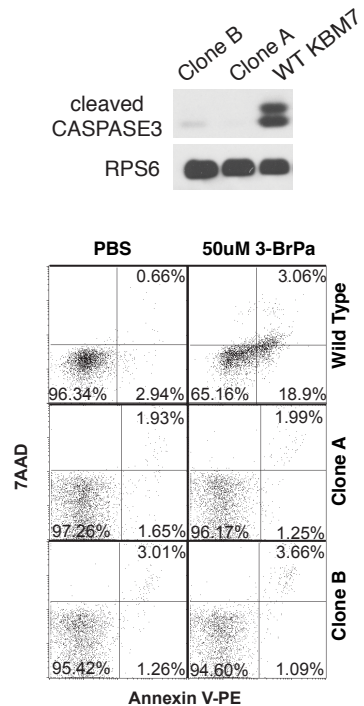 Clone B
Clone A
WT KBM7
cleaved
CASPASE3
RPS6
PBS
50uM 3-BrPa
0.66%
3.06%
96.34%
2.94%
65.16%
18.9%
Wild Type
1.93%
1.99%
97.26%
1.65%
96.17%
1.25%
Clone A
7AAD
3.01%
3.66%
95.42%
1.26%
94.60%
1.09%
Clone B
Annexin V-PE